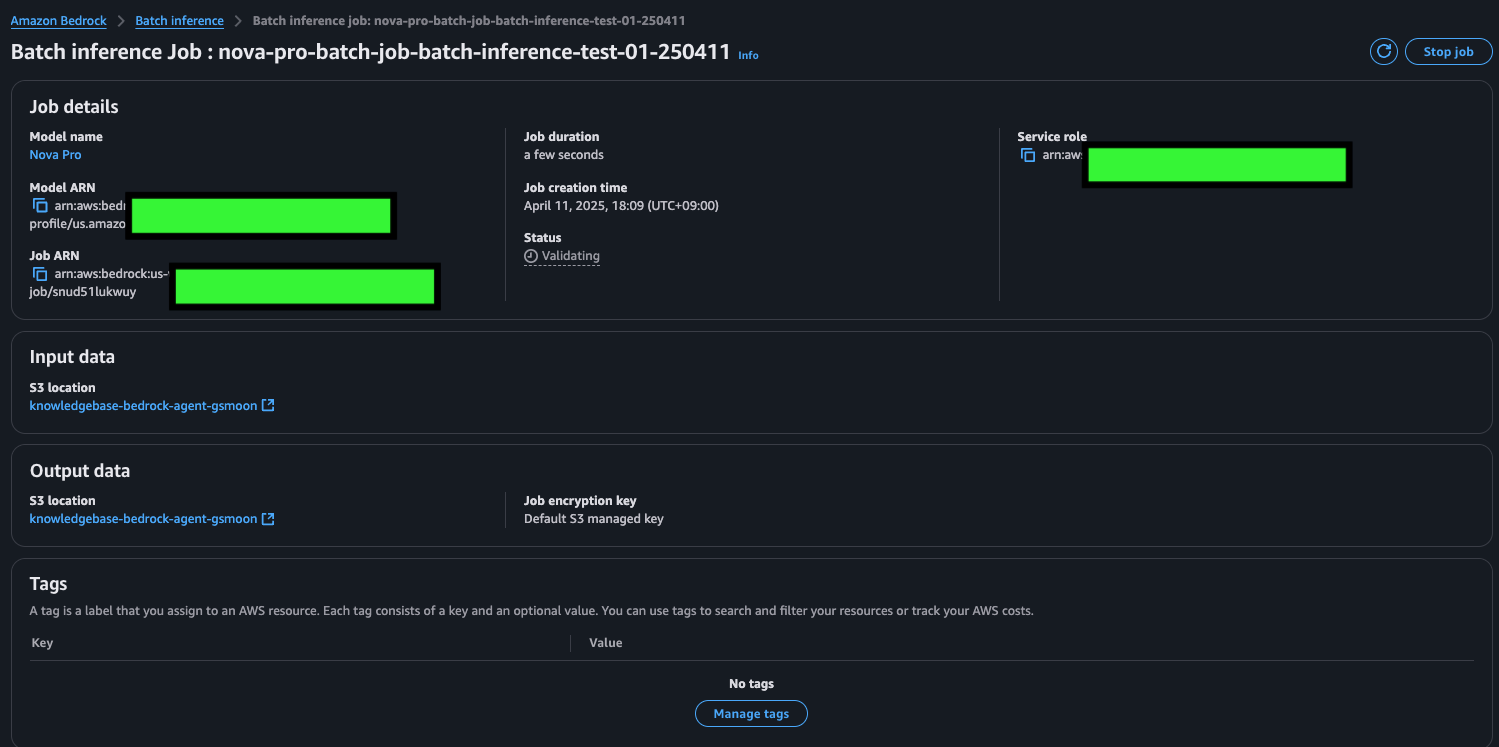 Amazon Bedrock > Batch inference > Batch inference job: nova-pro-batch-job-batch-inference-test-01-250411
Batch inference Job : nova-pro-batch-job-batch-inference-test-01-250411 Info
Stop job
Job details
Model name
Nova Pro
Model ARN
arn:aws:bedr
profile/us.amazo
Job ARN
arn:aws:bedrock:us-
job/snud51lukwuy
Job duration
a few seconds
Job creation time
April 11, 2025, 18:09 (UTC+09:00)
Status
Validating
Service role
arn:aws:
Input data
S3 location
knowledgebase-bedrock-agent-gsmoon
Output data
S3 location
knowledgebase-bedrock-agent-gsmoon
Job encryption key
Default S3 managed key
Tags
A tag is a label that you assign to an AWS resource. Each tag consists of a key and an optional value. You can use tags to search and filter your resources or track your AWS costs.
Key
Value
No tags
Manage tags